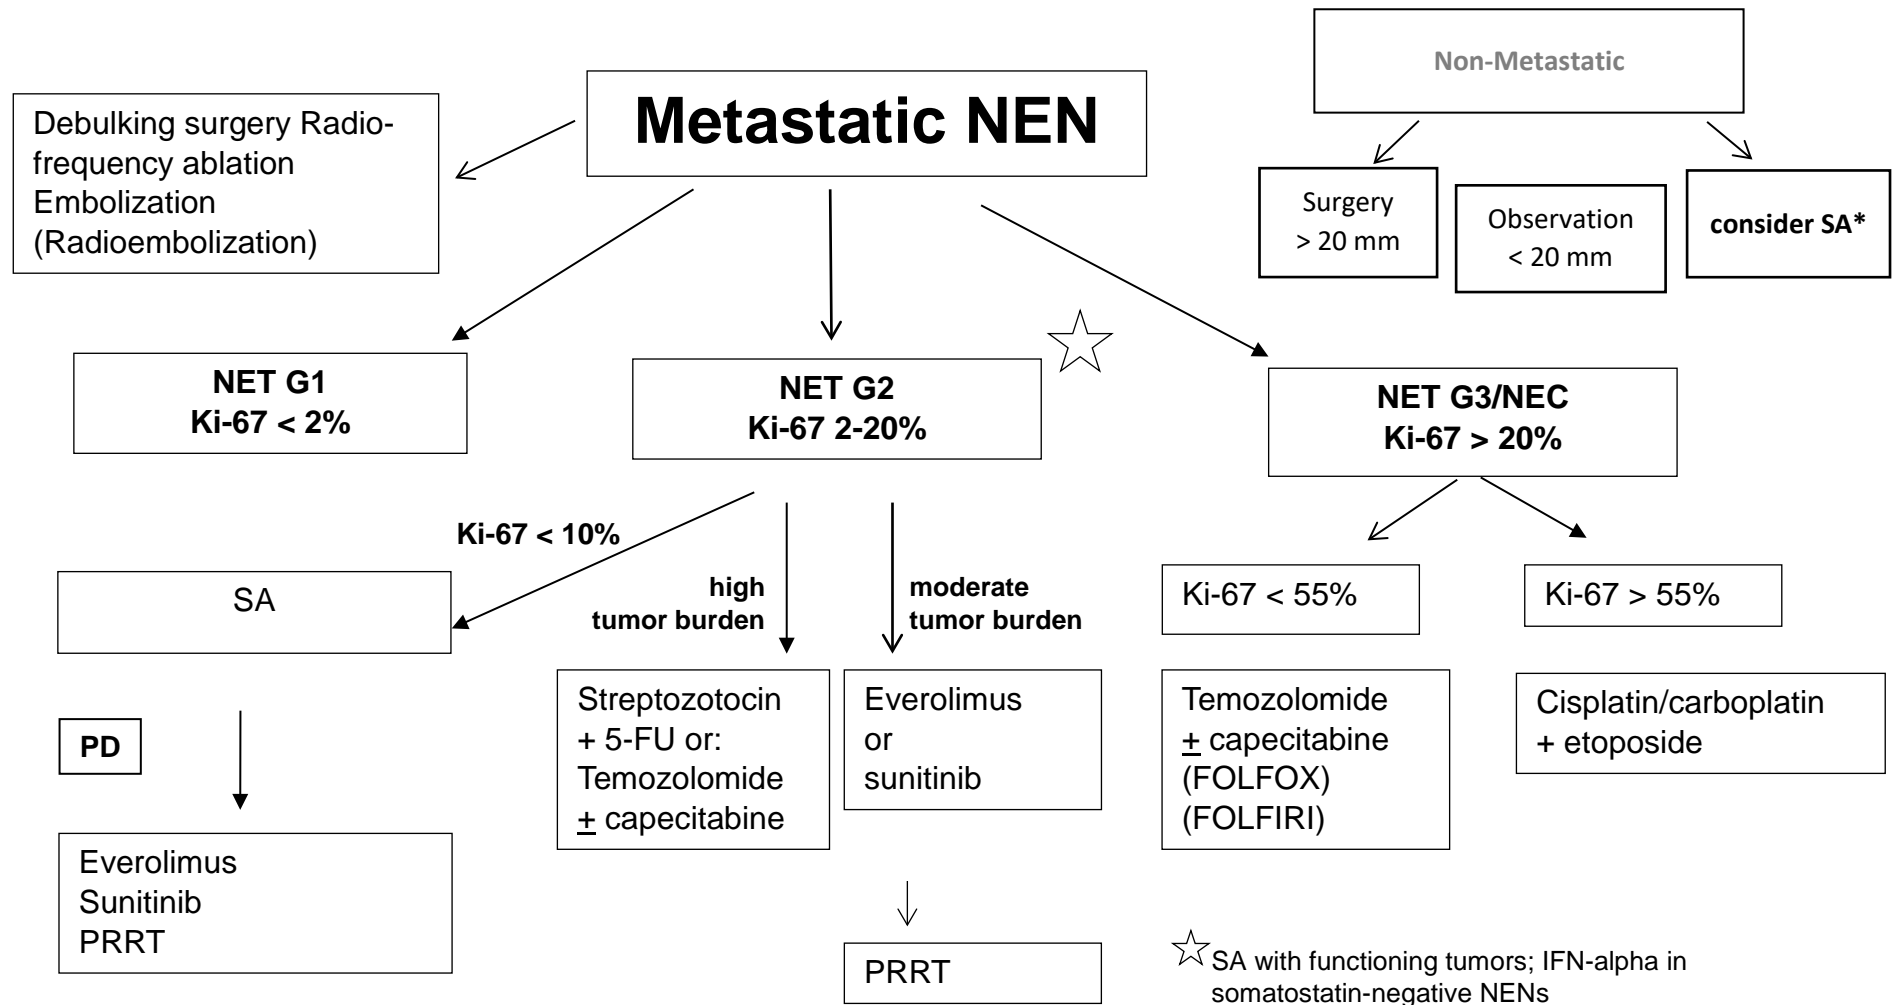 Non-Metastatic
Metastatic NEN
Debulking surgery Radio-
frequency ablation
Embolization
(Radioembolization)
Surgery
> 20 mm
Observation
< 20 mm
consider SA*
NET G1
Ki-67 < 2%
NET G2
Ki-67 2-20%
NET G3/NEC
Ki-67 > 20%
Ki-67 < 10%
SA
high
tumor burden
moderate
tumor burden
Ki-67 < 55%
Ki-67 > 55%
PD
Streptozotocin
+ 5-FU or:
Temozolomide
± capecitabine
Everolimus
or
sunitinib
Temozolomide
± capecitabine
(FOLFOX)
(FOLFIRI)
Cisplatin/carboplatin
+ etoposide
Everolimus
Sunitinib
PRRT
PRRT
☆ SA with functioning tumors; IFN-alpha in
somatostatin-negative NENs